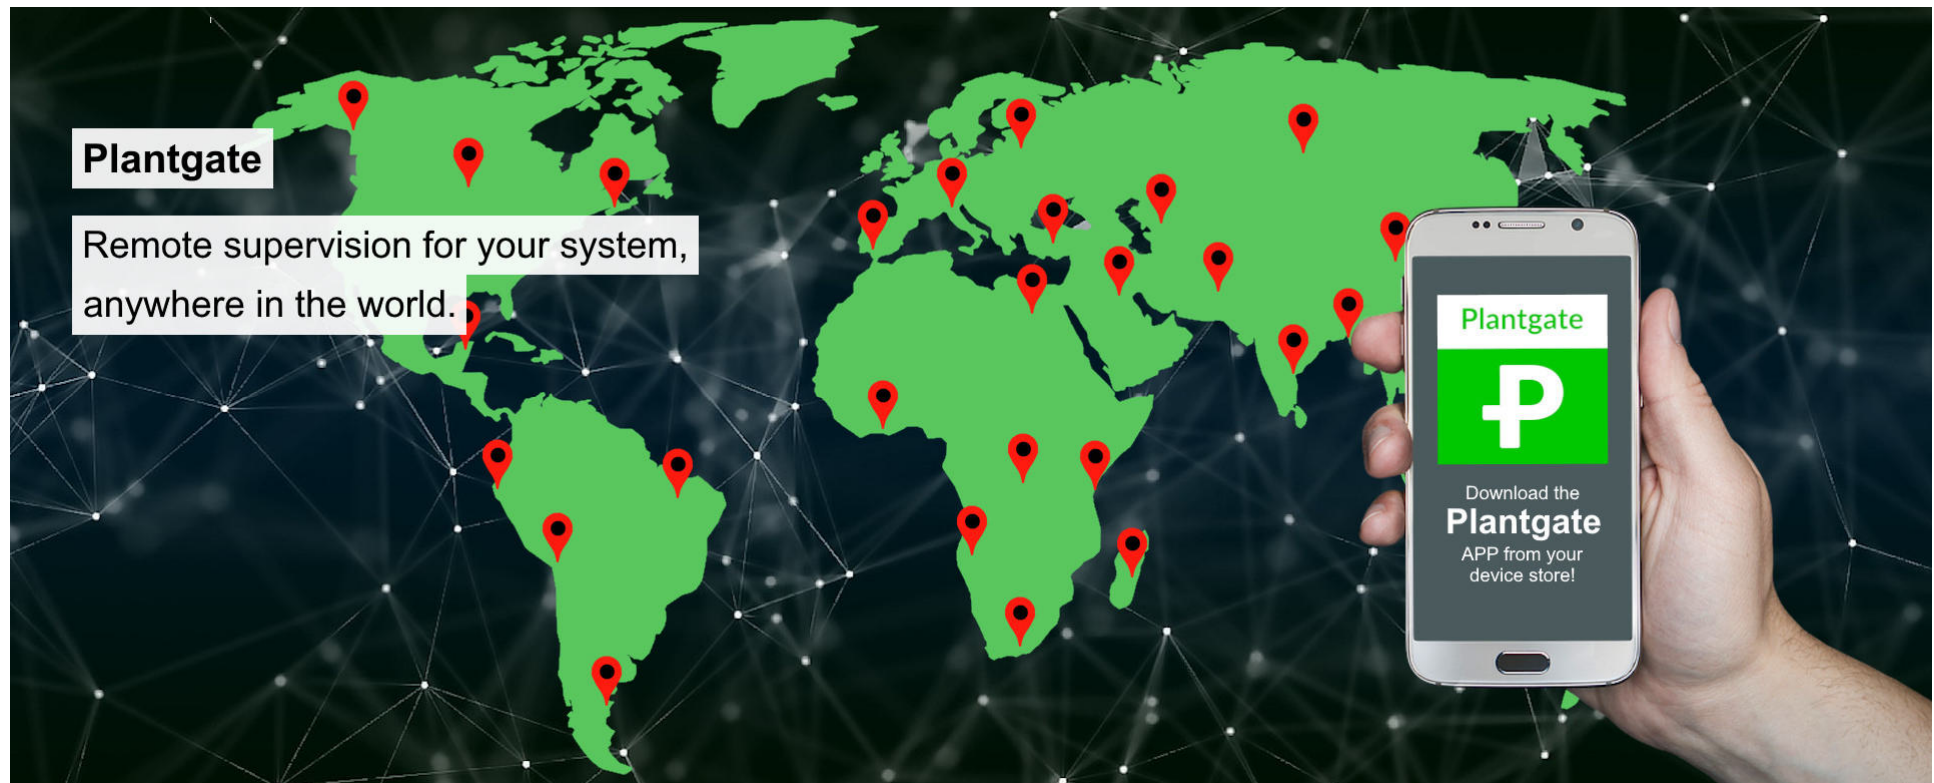 Plantgate
Remote supervision for your system,
anywhere in the world.
Plantgate
P
Download the
Plantgate
APP from your
device store!